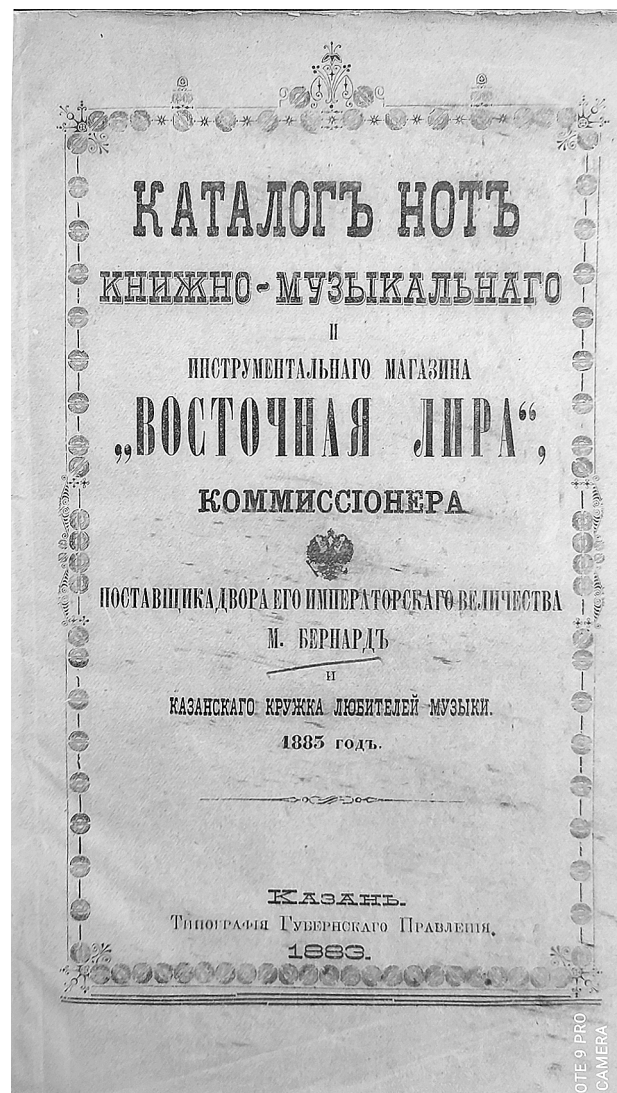 КАТАЛОГЪ НОТЪ
КНИЖНО-МУЗЫКАЛЬНАГО
И
ИНСТРУМЕНТАЛЬНАГО МАГАЗИНА
„ВОСТОЧНАЯ ЛИРА“,
КОММИССІОНЕРА
ПОСТАВЩИКА ДВОРА ЕГО ИМПЕРАТОРСКАГО ВЕЛИЧЕСТВА
М. БЕРНАРДЪ
И
КАЗАНСКАГО КРУЖКА ЛЮБИТЕЛЕЙ МУЗЫКИ.
1883 ГОДЪ.
КАЗАНЬ.
Типографія Губернскаго Правленія.
1883.
OTE 9 PRO
CAMERA